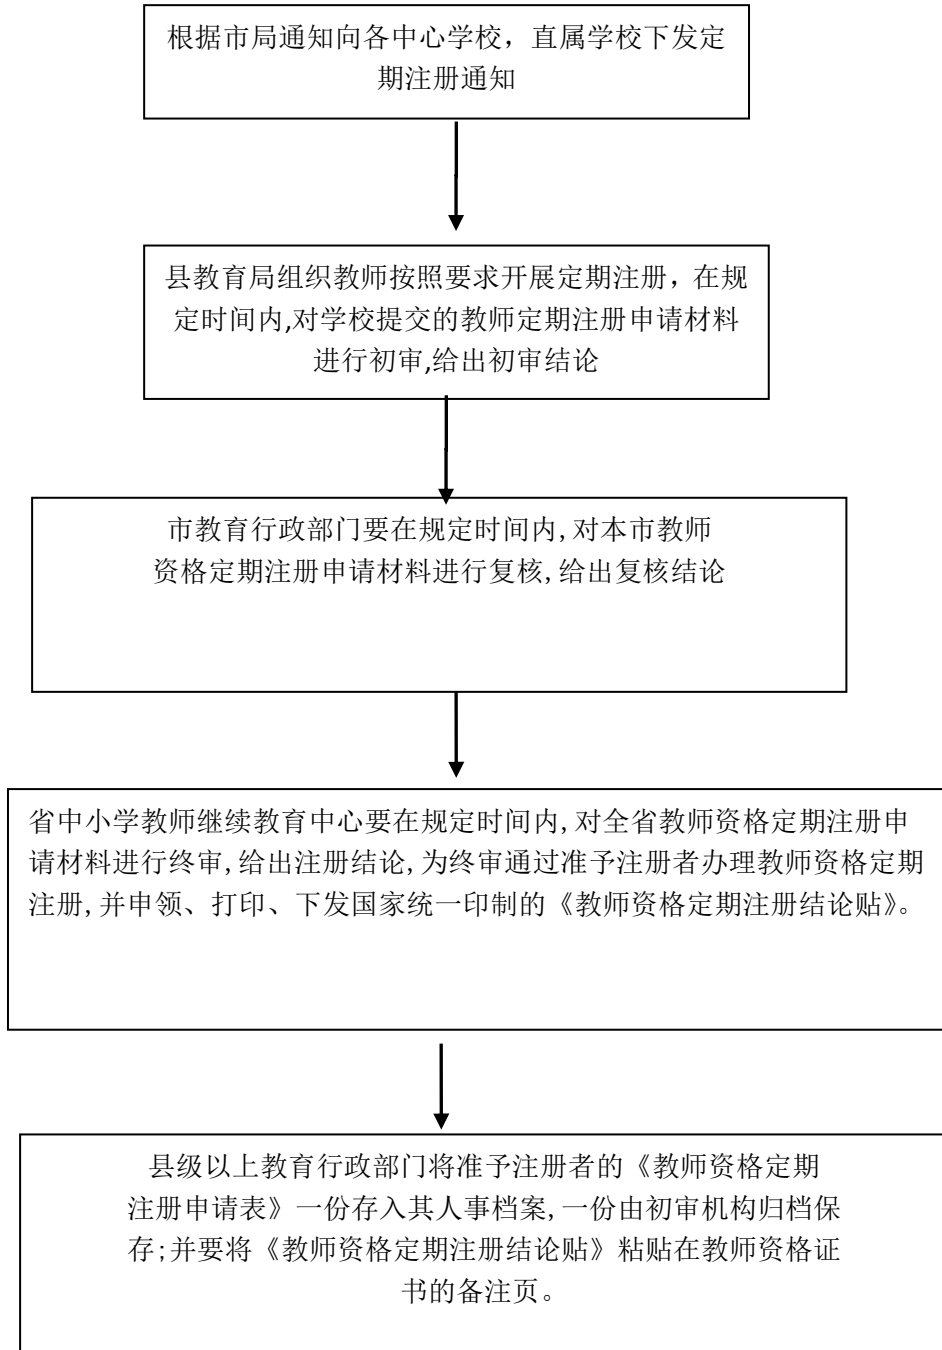 根据市局通知向各中心学校，直属学校下发定
期注册通知
县教育局组织教师按照要求开展定期注册，在规
定时间内,对学校提交的教师定期注册申请材料
进行初审,给出初审结论
市教育行政部门要在规定时间内,对本市教师
资格定期注册申请材料进行复核,给出复核结论
省中小学教师继续教育中心要在规定时间内,对全省教师资格定期注册申
请材料进行终审,给出注册结论,为终审通过准予注册者办理教师资格定期
注册,并申领、打印、下发国家统一印制的《教师资格定期注册结论贴》。
县级以上教育行政部门将准予注册者的《教师资格定期
注册申请表》一份存入其人事档案,一份由初审机构归档保
存;并要将《教师资格定期注册结论贴》粘贴在教师资格证
书的备注页。